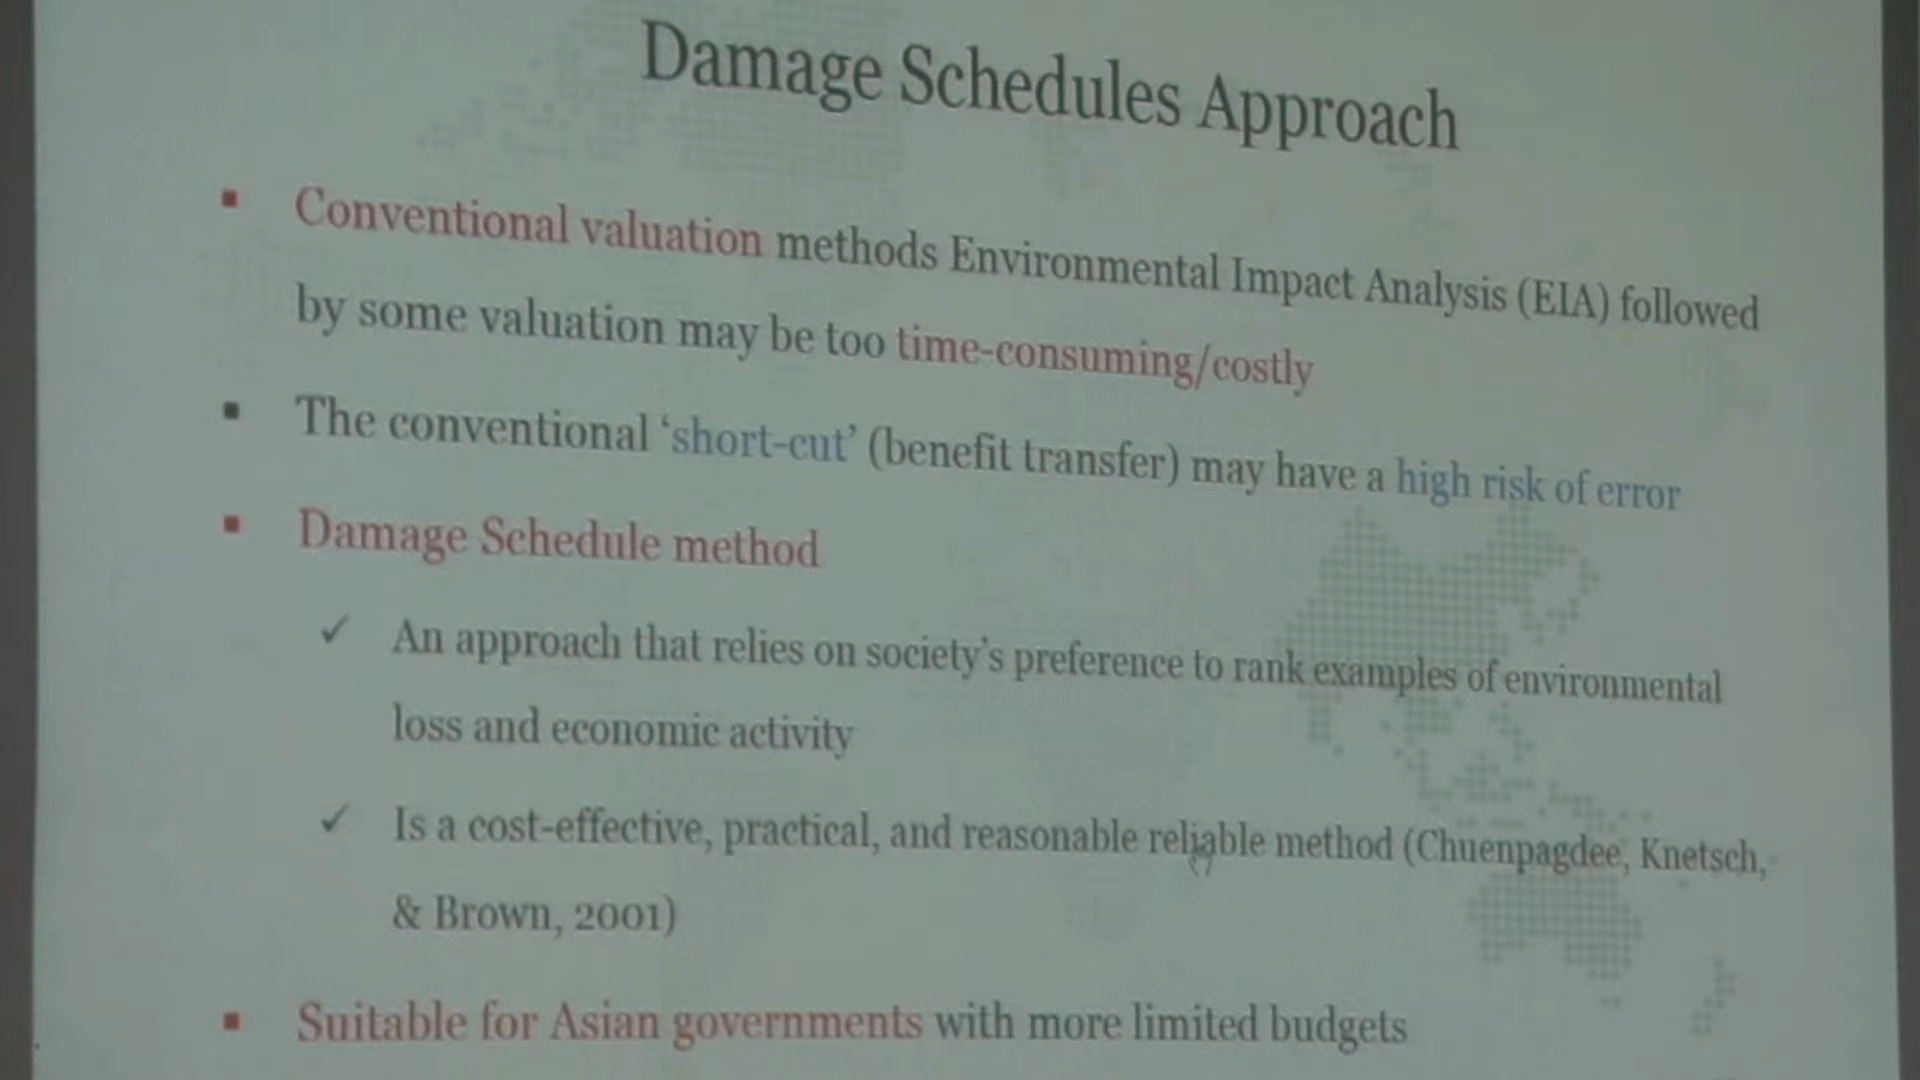 Damage Schedules Approach
▪ Conventional valuation methods Environmental Impact Analysis (EIA) followed
by some valuation may be too time-consuming/costly
▪ The conventional ‘short-cut’ (benefit transfer) may have a high risk of error
▪ Damage Schedule method
✓ An approach that relies on society’s preference to rank examples of environmental
loss and economic activity
✓ Is a cost-effective, practical, and reasonable reliable method (Chuenpagdee, Knetsch,
& Brown, 2001)
▪ Suitable for Asian governments with more limited budgets